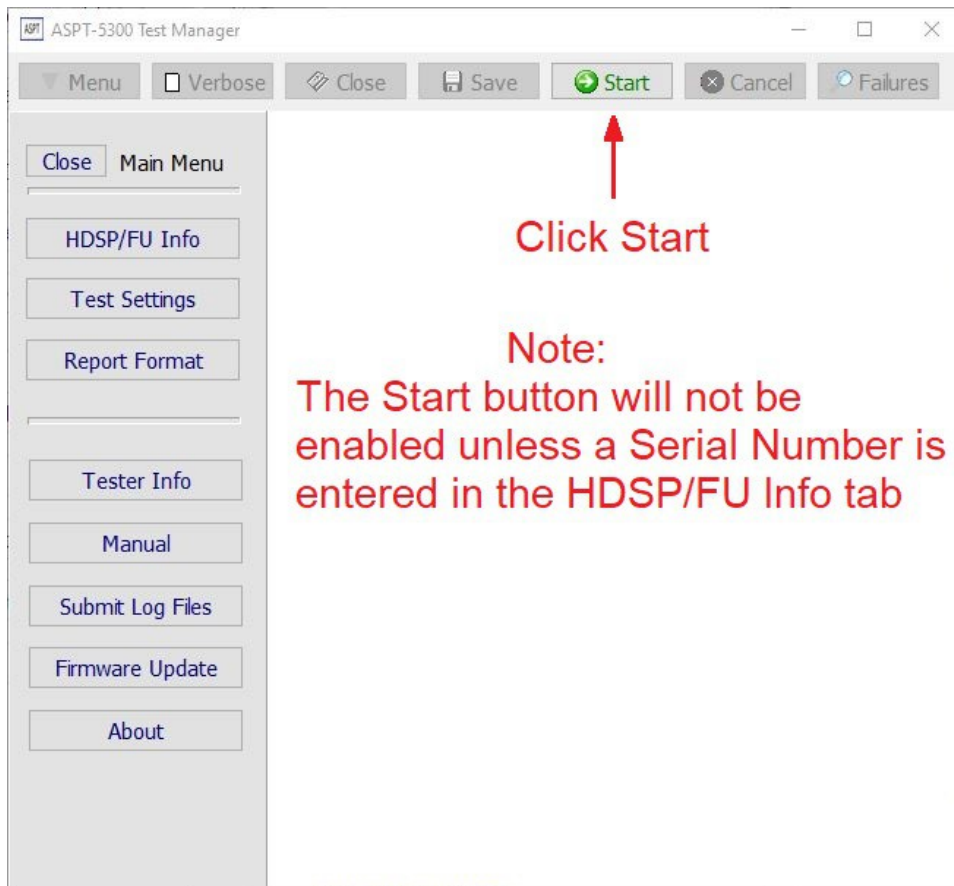 ASPT ASPT-5300 Test Manager
Menu Verbose Close Save Start Cancel Failures
Close Main Menu
HDSP/FU Info
Test Settings
Report Format
Tester Info
Manual
Submit Log Files
Firmware Update
About
Click Start
Note:
The Start button will not be
enabled unless a Serial Number is
entered in the HDSP/FU Info tab